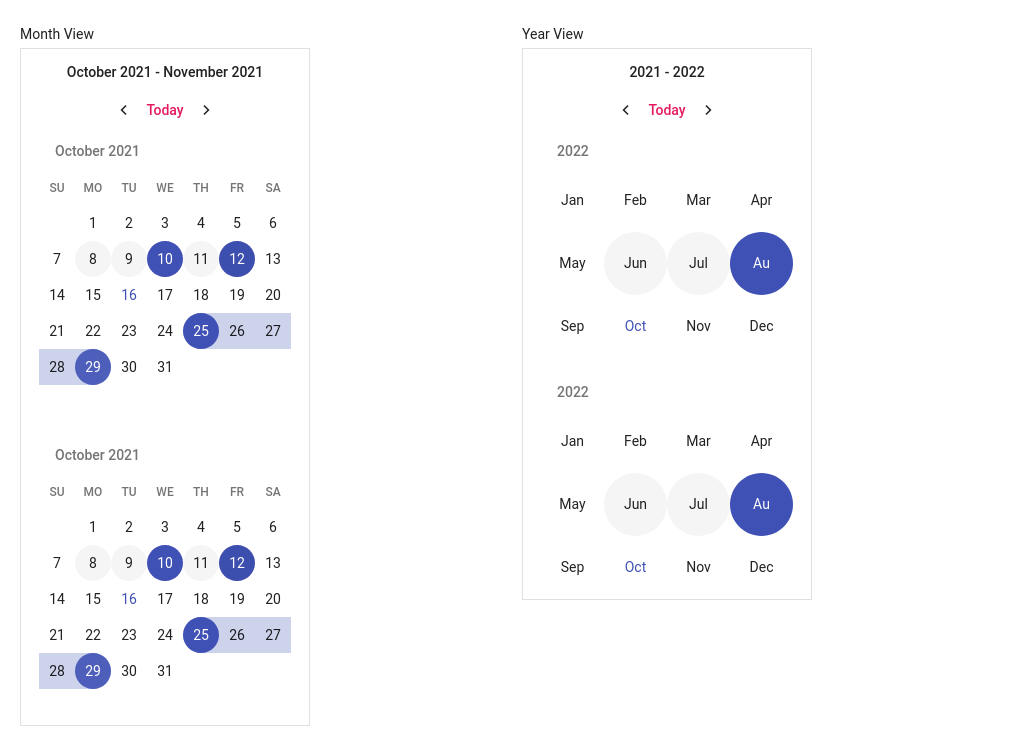 Month View
October 2021 - November 2021
Today
October 2021
SU MO TU WE TH FR SA
1 2 3 4 5 6
7 8 9 10 11 12 13
14 15 16 17 18 19 20
21 22 23 24 25 26 27
28 29 30 31
October 2021
SU MO TU WE TH FR SA
1 2 3 4 5 6
7 8 9 10 11 12 13
14 15 16 17 18 19 20
21 22 23 24 25 26 27
28 29 30 31
Year View
2021 - 2022
Today
2022
Jan Feb Mar Apr
May Jun Jul Au
Sep Oct Nov Dec
2022
Jan Feb Mar Apr
May Jun Jul Au
Sep Oct Nov Dec